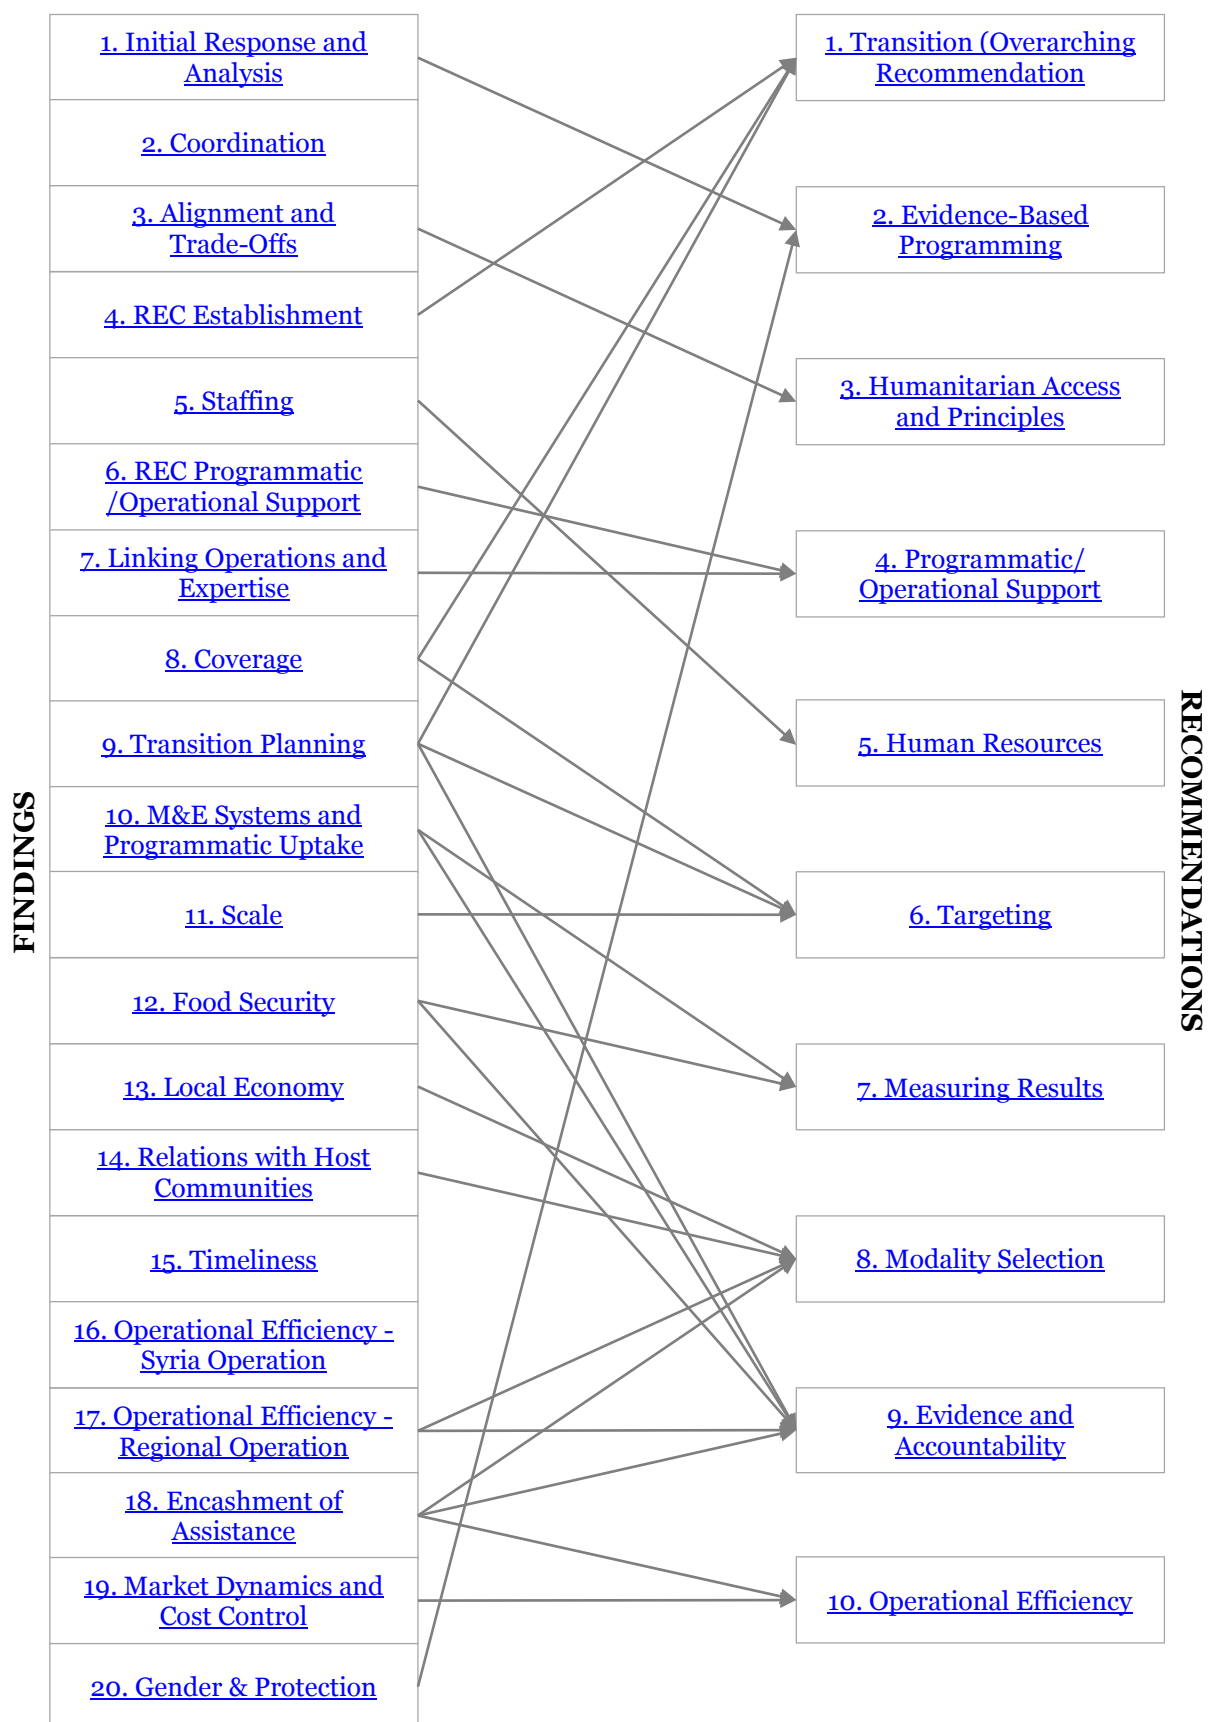 FINDINGS
1. Initial Response and
Analysis
2. Coordination
3. Alignment and
Trade-Offs
4. REC Establishment
5. Staffing
6. REC Programmatic
/Operational Support
7. Linking Operations and
Expertise
8. Coverage
9. Transition Planning
10. M&E Systems and
Programmatic Uptake
11. Scale
12. Food Security
13. Local Economy
14. Relations with Host
Communities
15. Timeliness
16. Operational Efficiency -
Syria Operation
17. Operational Efficiency -
Regional Operation
18. Encashment of
Assistance
19. Market Dynamics and
Cost Control
20. Gender & Protection
1. Transition (Overarching
Recommendation
2. Evidence-Based
Programming
3. Humanitarian Access
and Principles
4. Programmatic/
Operational Support
5. Human Resources
6. Targeting
7. Measuring Results
8. Modality Selection
9. Evidence and
Accountability
10. Operational Efficiency
RECOMMENDATIONS